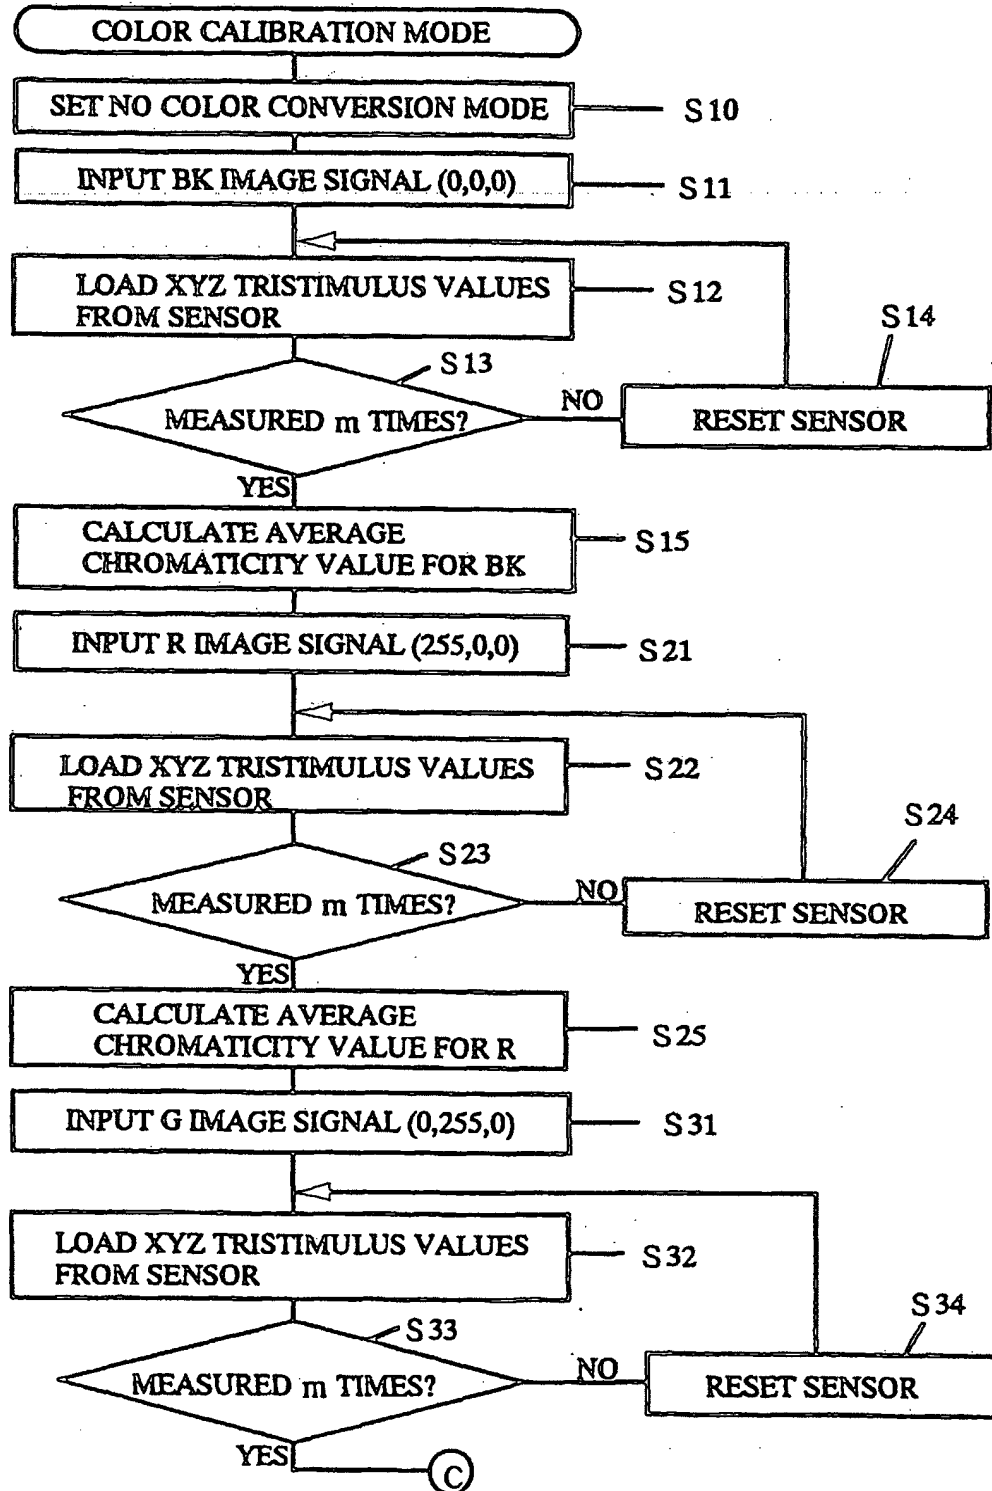 COLOR CALIBRATION MODE
SET NO COLOR CONVERSION MODE
S10
INPUT BK IMAGE SIGNAL (0,0,0)
S11
LOAD XYZ TRISTIMULUS VALUES
FROM SENSOR
S12
S14
S13
MEASURED m TIMES?
NO
RESET SENSOR
YES
CALCULATE AVERAGE
CHROMATICITY VALUE FOR BK
S15
INPUT R IMAGE SIGNAL (255,0,0)
S21
LOAD XYZ TRISTIMULUS VALUES
FROM SENSOR
S22
S24
S23
MEASURED m TIMES?
NO
RESET SENSOR
YES
CALCULATE AVERAGE
CHROMATICITY VALUE FOR R
S25
INPUT G IMAGE SIGNAL (0,255,0)
S31
LOAD XYZ TRISTIMULUS VALUES
FROM SENSOR
S32
S34
S33
MEASURED m TIMES?
NO
RESET SENSOR
YES
C